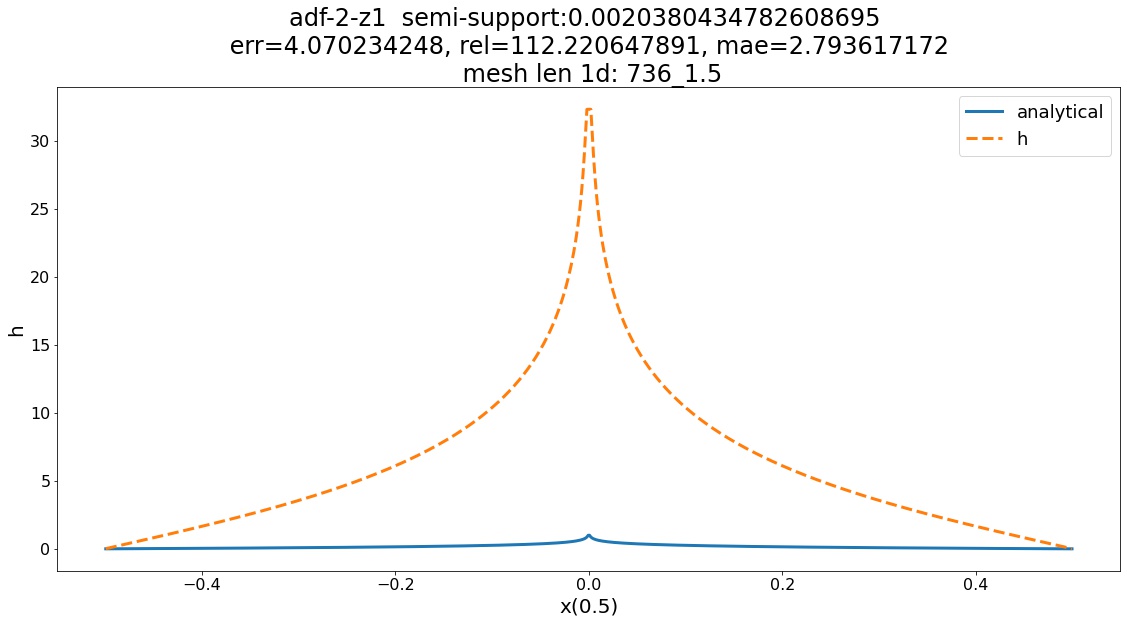 adf-2-z1  semi-support:0.0020380434782608695
err=4.070234248, rel=112.220647891, mae=2.793617172
mesh len 1d: 736_1.5
analytical
h
30
25
20
15
10
5
0
h
−0.4
−0.2
0.0
0.2
0.4
x(0.5)